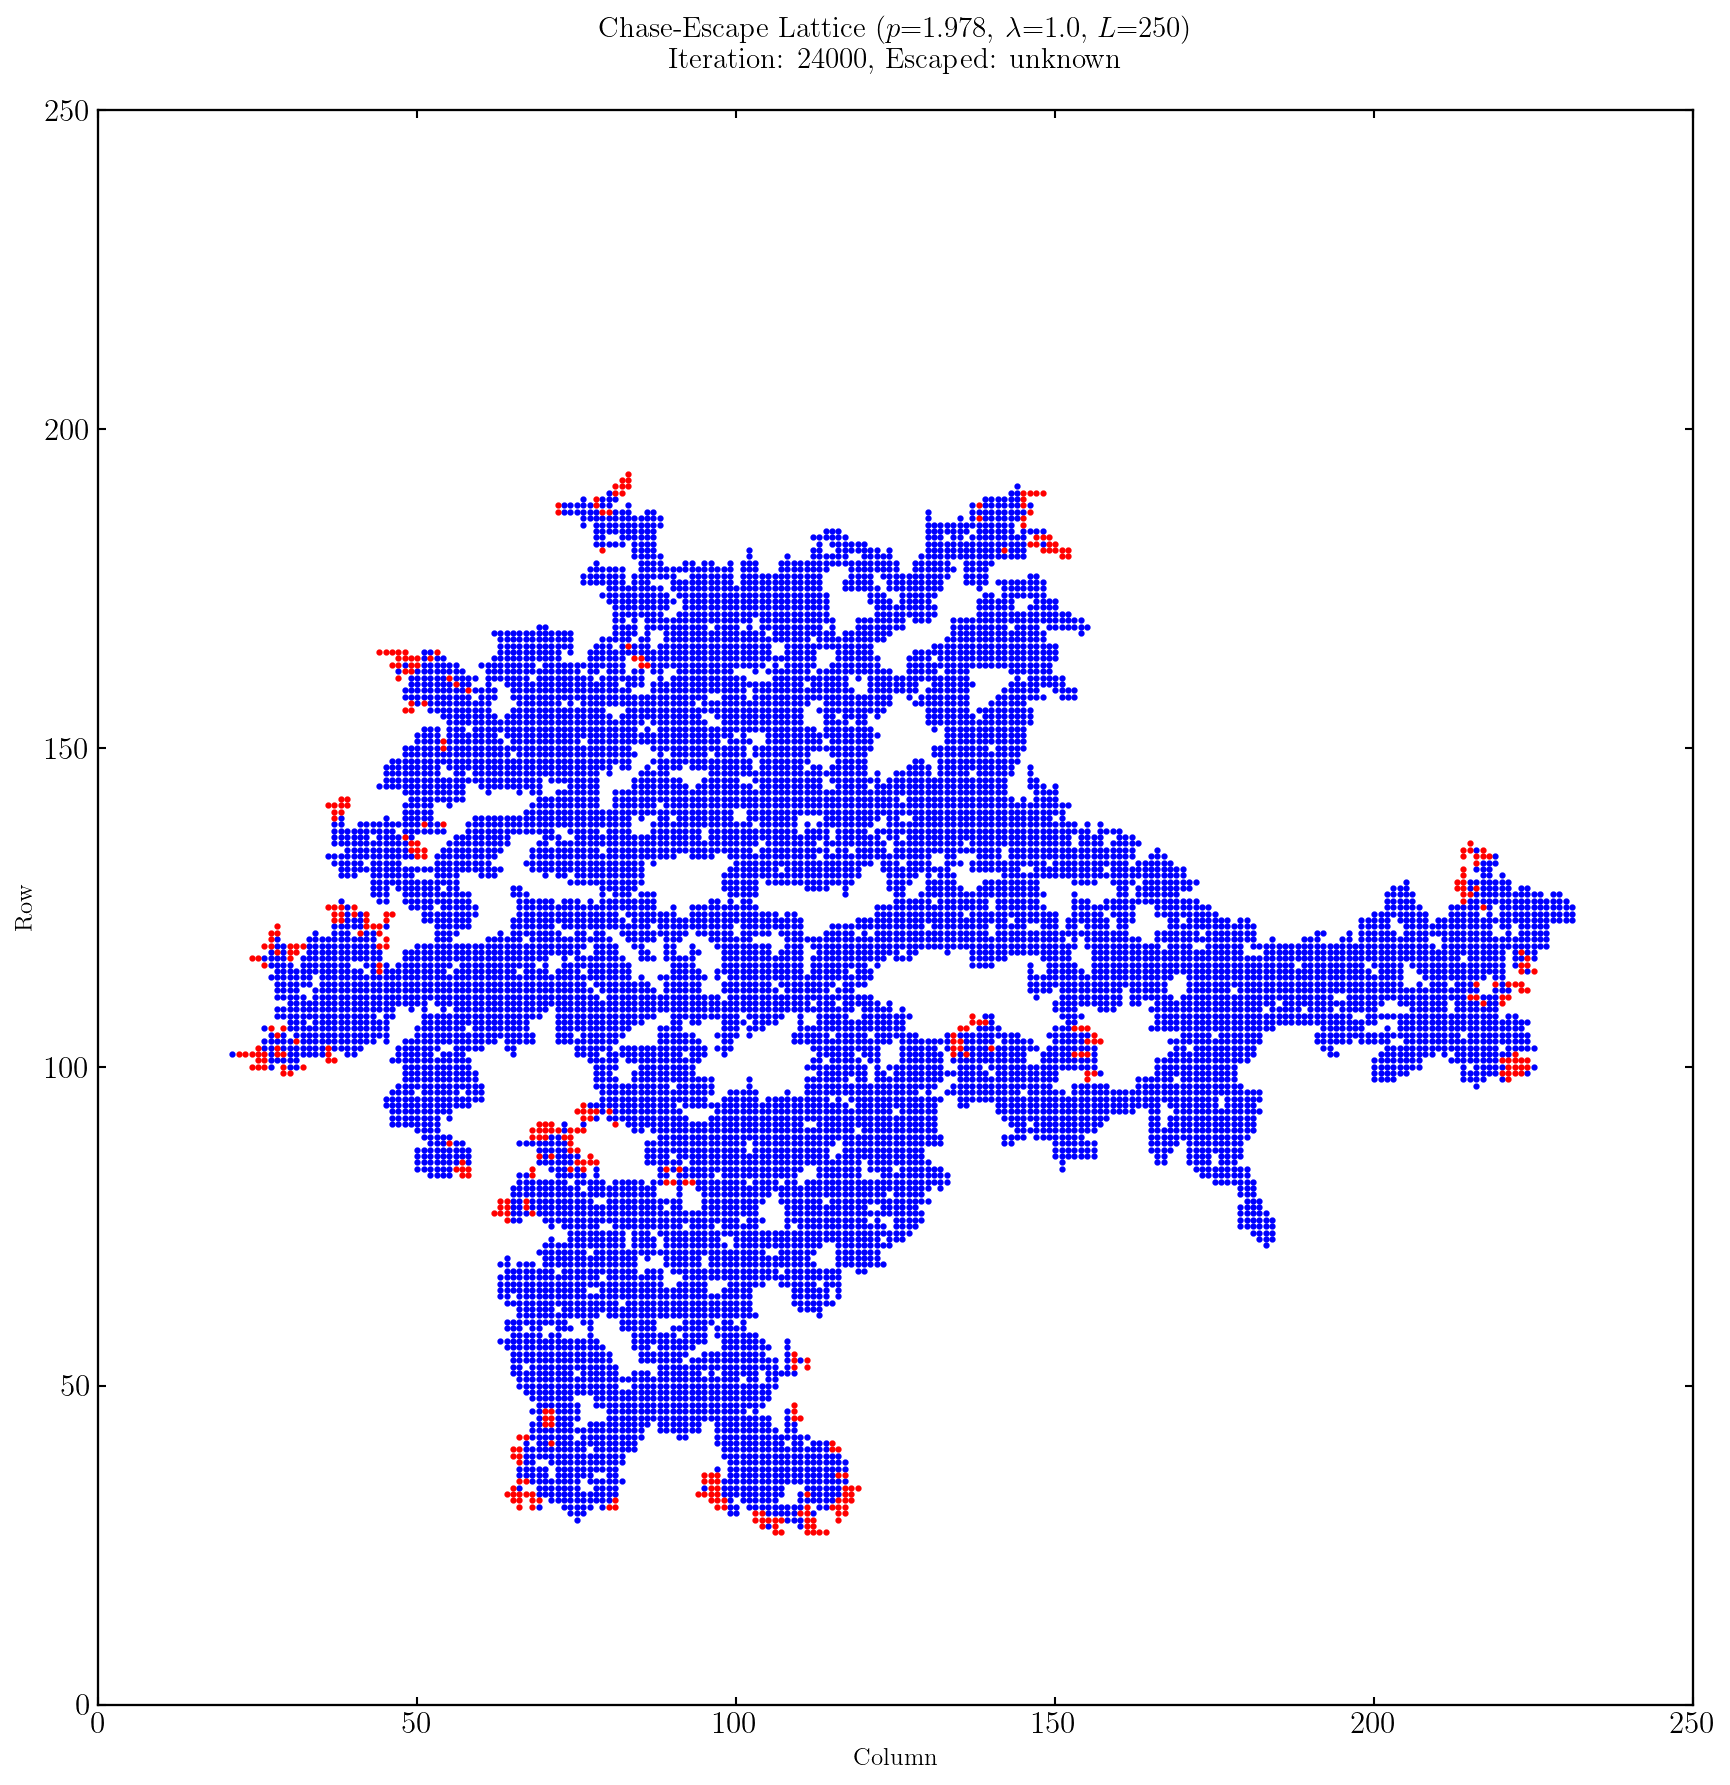 Chase-Escape Lattice (p=1.978, λ=1.0, L=250)
Iteration: 24000, Escaped: unknown
250
200
150
100
50
0
Row
0 50 100 150 200 250
Column